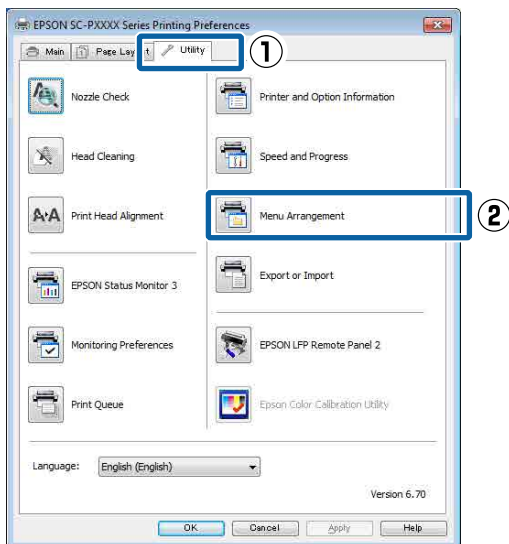 EPSON SC-PXXXX Series Printing Preferences
Main Page Lay t Utility
1
Nozzle Check
Printer and Option Information
Head Cleaning
Speed and Progress
A A Print Head Alignment
Menu Arrangement
2
EPSON Status Monitor 3
Export or Import
Monitoring Preferences
EPSON LFP Remote Panel 2
Print Queue
Epson Color Calibration Utility
Language: English (English)
Version 6.70
OK Cancel Apply Help